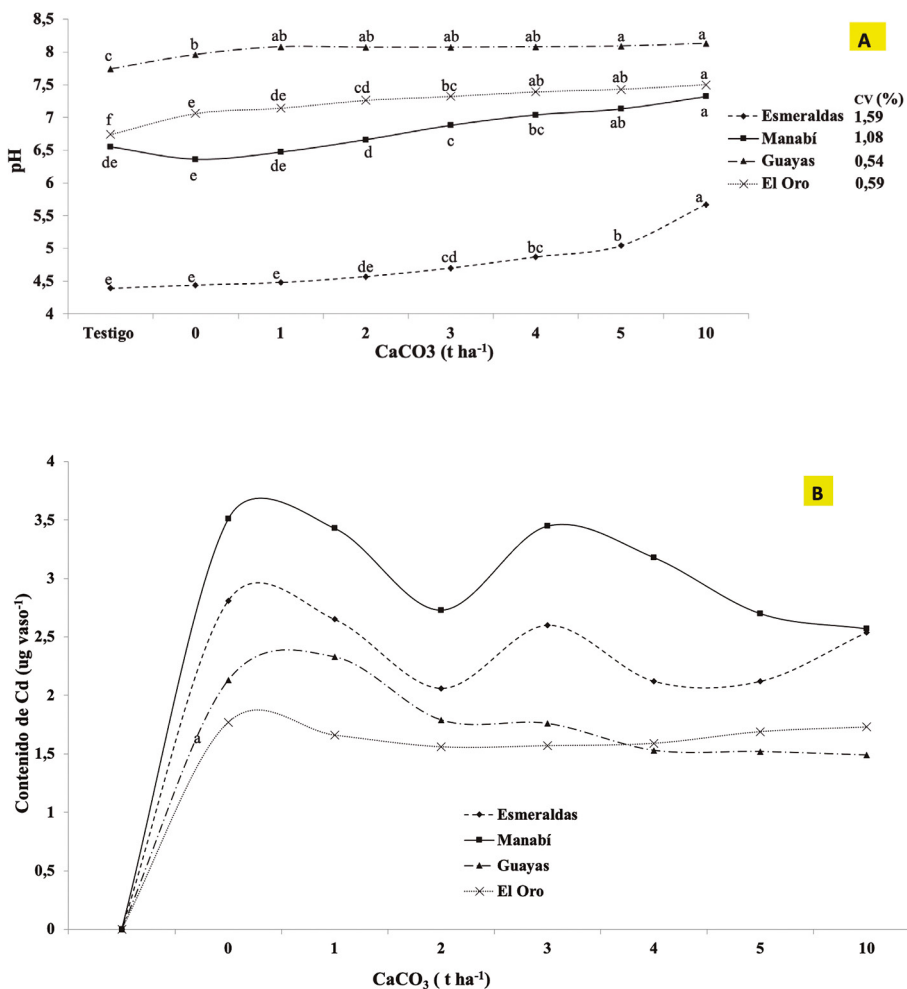 8,5
8
7,5
7
6,5
6
5,5
5
4,5
4
pH
c b ab ab ab ab a a
f e de cd bc ab ab a
de e de d c bc ab a
e e e de cd bc b a
Testigo 0 1 2 3 4 5 10
CaCO3 (t ha-1)
A
CV (%)
Esmeraldas 1,59
Manabí 1,08
Guayas 0,54
El Oro 0,59
4
3,5
3
2,5
2
1,5
1
0,5
0
Contenido de Cd (ug vaso-1)
B
a
Esmeraldas
Manabí
Guayas
El Oro
0 1 2 3 4 5 10
CaCO3 ( t ha-1)